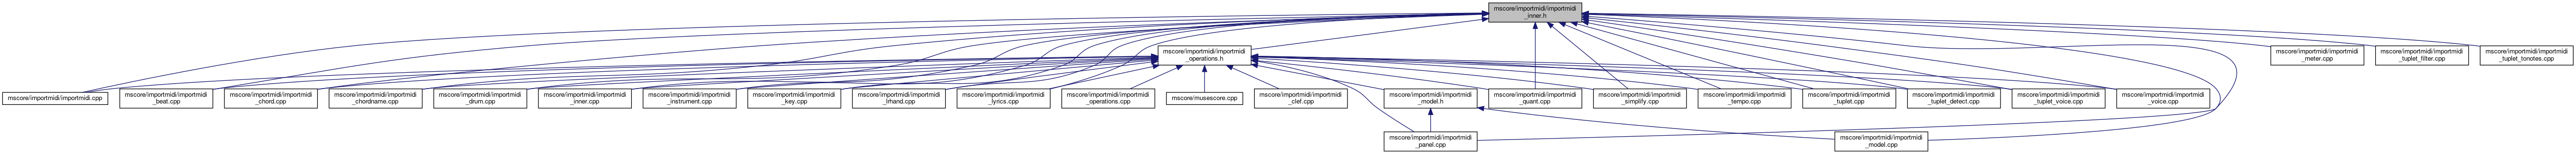 mscore/importmidi/importmidi
_inner.h
mscore/importmidi/importmidi
_operations.h
mscore/importmidi/importmidi
_meter.cpp
mscore/importmidi/importmidi
_tuplet_filter.cpp
mscore/importmidi/importmidi
_tuplet_tonotes.cpp
mscore/importmidi/importmidi.cpp
mscore/importmidi/importmidi
_beat.cpp
mscore/importmidi/importmidi
_chord.cpp
mscore/importmidi/importmidi
_chordname.cpp
mscore/importmidi/importmidi
_drum.cpp
mscore/importmidi/importmidi
_inner.cpp
mscore/importmidi/importmidi
_instrument.cpp
mscore/importmidi/importmidi
_key.cpp
mscore/importmidi/importmidi
_lrhand.cpp
mscore/importmidi/importmidi
_lyrics.cpp
mscore/importmidi/importmidi
_operations.cpp
mscore/musescore.cpp
mscore/importmidi/importmidi
_clef.cpp
mscore/importmidi/importmidi
_model.h
mscore/importmidi/importmidi
_quant.cpp
mscore/importmidi/importmidi
_simplify.cpp
mscore/importmidi/importmidi
_tempo.cpp
mscore/importmidi/importmidi
_tuplet.cpp
mscore/importmidi/importmidi
_tuplet_detect.cpp
mscore/importmidi/importmidi
_tuplet_voice.cpp
mscore/importmidi/importmidi
_voice.cpp
mscore/importmidi/importmidi
_panel.cpp
mscore/importmidi/importmidi
_model.cpp